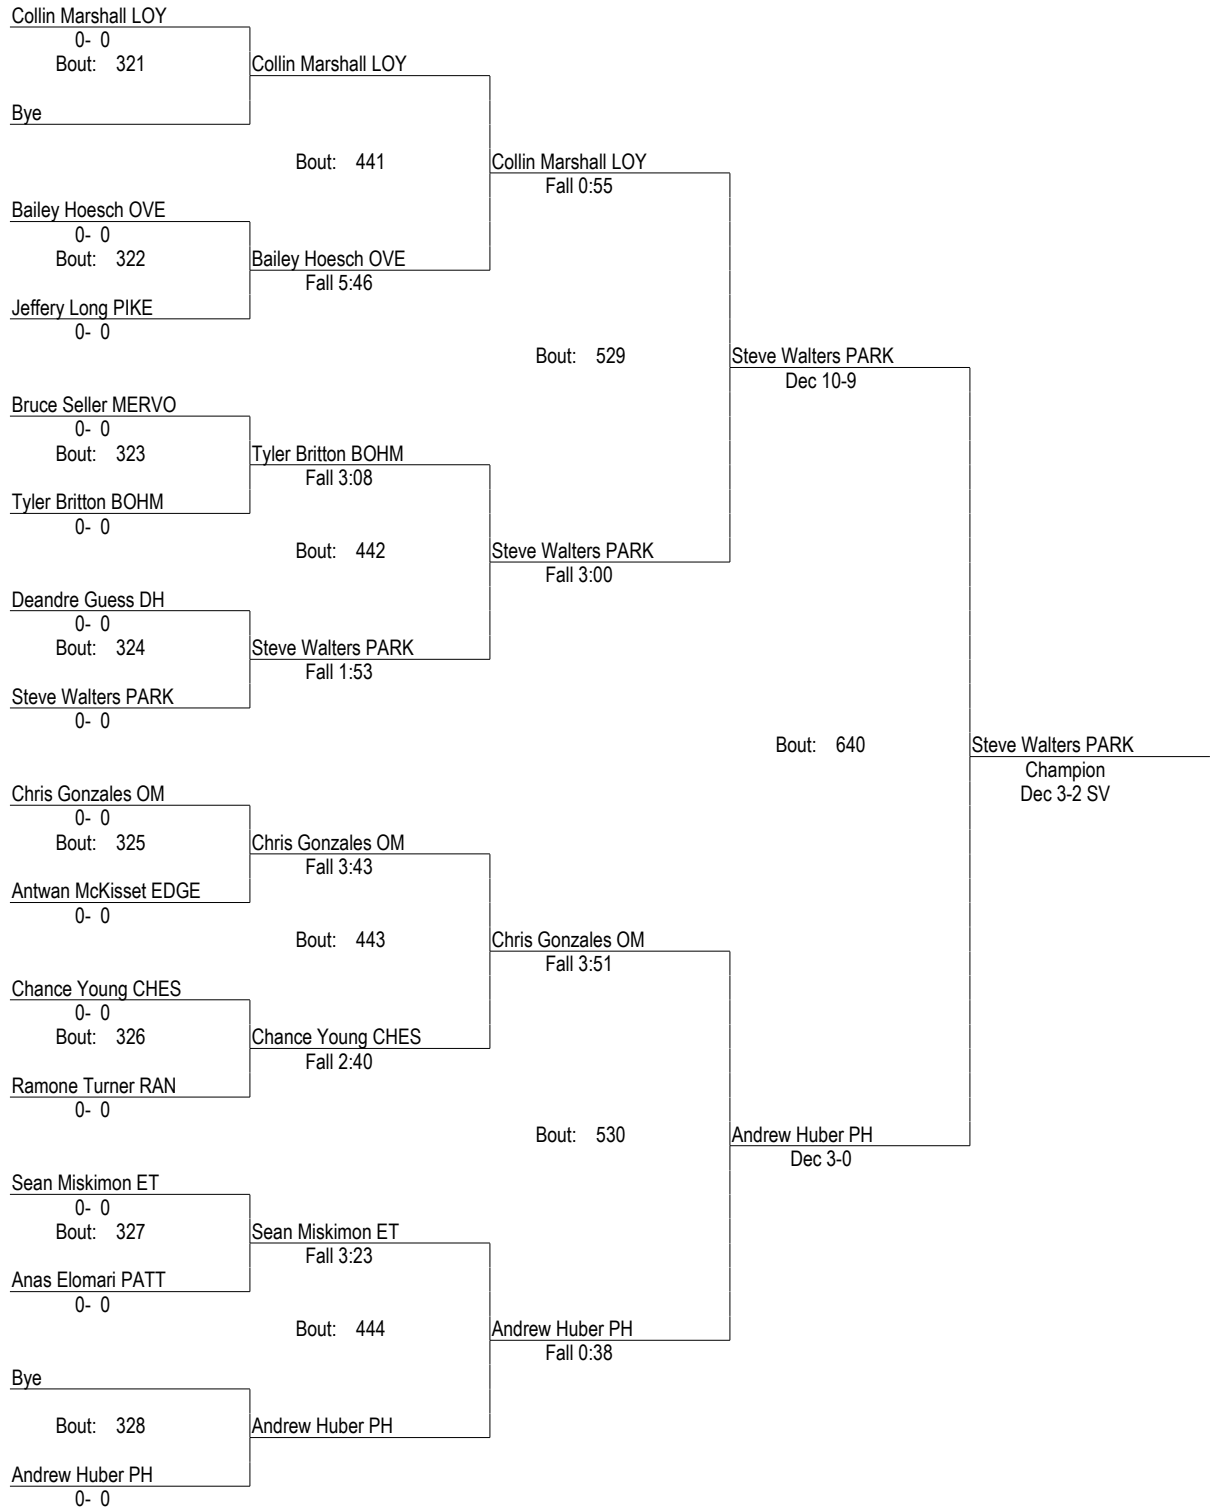 Collin Marshall LOY
0- 0
Bout: 321
Collin Marshall LOY
Bye
Bout: 441
Collin Marshall LOY
Fall 0:55
Bailey Hoesch OVE
0- 0
Bout: 322
Bailey Hoesch OVE
Fall 5:46
Jeffery Long PIKE
0- 0
Bout: 529
Steve Walters PARK
Dec 10-9
Bruce Seller MERVO
0- 0
Bout: 323
Tyler Britton BOHM
Fall 3:08
Tyler Britton BOHM
0- 0
Bout: 442
Steve Walters PARK
Fall 3:00
Deandre Guess DH
0- 0
Bout: 324
Steve Walters PARK
Fall 1:53
Steve Walters PARK
0- 0
Bout: 640
Steve Walters PARK
Champion
Dec 3-2 SV
Chris Gonzales OM
0- 0
Bout: 325
Chris Gonzales OM
Fall 3:43
Antwan McKisset EDGE
0- 0
Bout: 443
Chris Gonzales OM
Fall 3:51
Chance Young CHES
0- 0
Bout: 326
Chance Young CHES
Fall 2:40
Ramone Turner RAN
0- 0
Bout: 530
Andrew Huber PH
Dec 3-0
Sean Miskimon ET
0- 0
Bout: 327
Sean Miskimon ET
Fall 3:23
Anas Elomari PATT
0- 0
Bout: 444
Andrew Huber PH
Fall 0:38
Bye
Bout: 328
Andrew Huber PH
Andrew Huber PH
0- 0